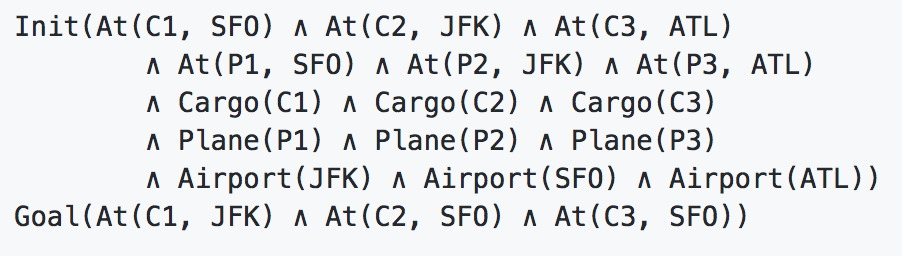 Init(At(C1, SFO) ∧ At(C2, JFK) ∧ At(C3, ATL)
∧ At(P1, SFO) ∧ At(P2, JFK) ∧ At(P3, ATL)
∧ Cargo(C1) ∧ Cargo(C2) ∧ Cargo(C3)
∧ Plane(P1) ∧ Plane(P2) ∧ Plane(P3)
∧ Airport(JFK) ∧ Airport(SFO) ∧ Airport(ATL))
Goal(At(C1, JFK) ∧ At(C2, SFO) ∧ At(C3, SFO))